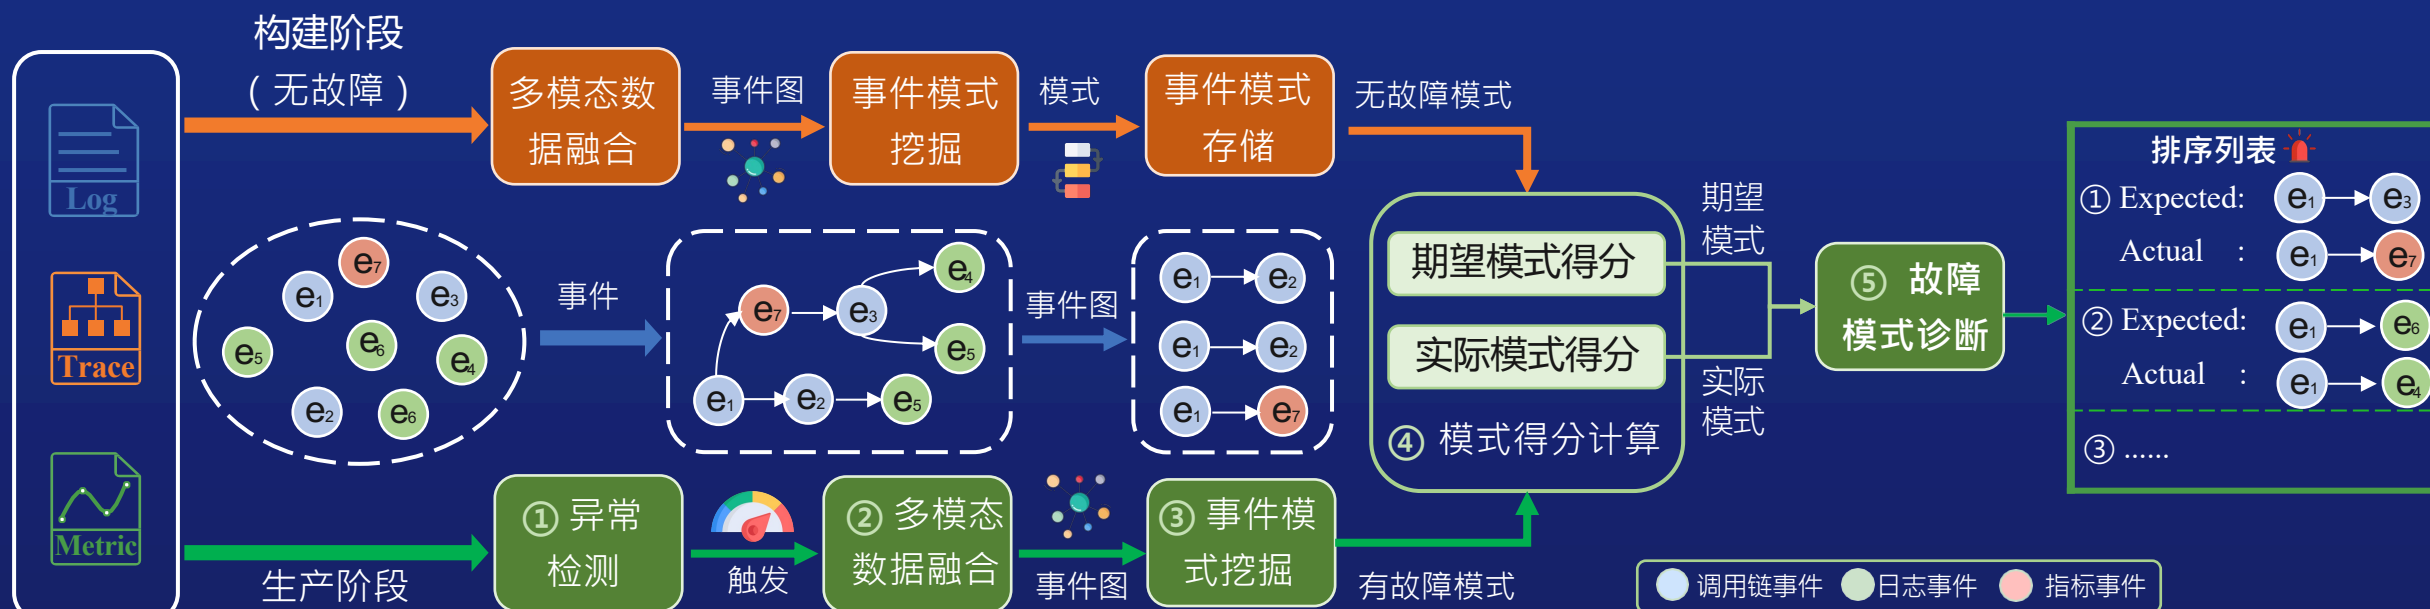 构建阶段
（无故障）
Log
Trace
Metric
生产阶段
多模态数
据融合
事件图
事件模式
挖掘
模式
事件模式
存储
无故障模式
e7
e1
e3
e5
e6
e4
e2
e6
事件
e4
e7
e3
e5
e1
e2
e5
事件图
e1
e2
e1
e2
e1
e7
① 异常
检测
触发
② 多模态
数据融合
事件图
③ 事件模
式挖掘
有故障模式
期望模式得分
实际模式得分
④ 模式得分计算
期望
模式
实际
模式
⑤ 故障
模式诊断
排序列表
① Expected: e1 e3
Actual : e1 e7
② Expected: e1 e6
Actual : e1 e4
③ ......
调用链事件
日志事件
指标事件